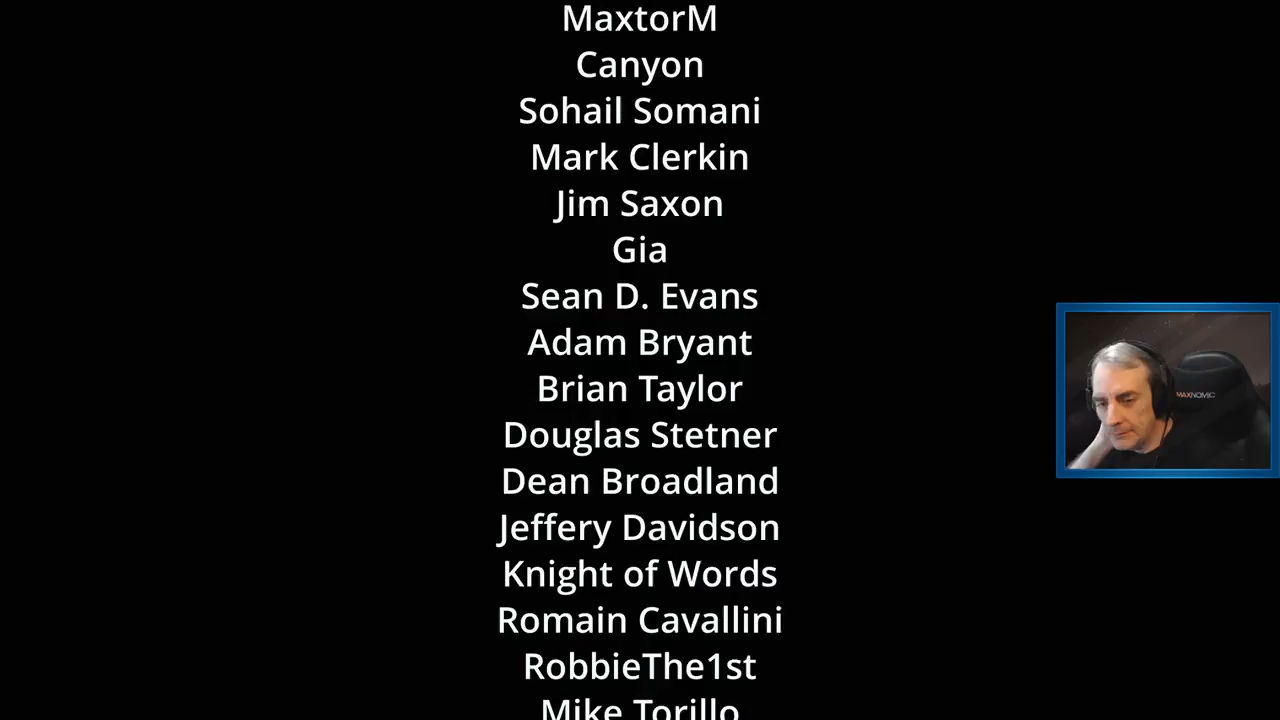 MaxtorM
Canyon
Sohail Somani
Mark Clerkin
Jim Saxon
Gia
Sean D. Evans
Adam Bryant
Brian Taylor
Douglas Stetner
Dean Broadland
Jeffery Davidson
Knight of Words
Romain Cavallini
RobbieThe1st
Mike Torillo
MAXNOMIC